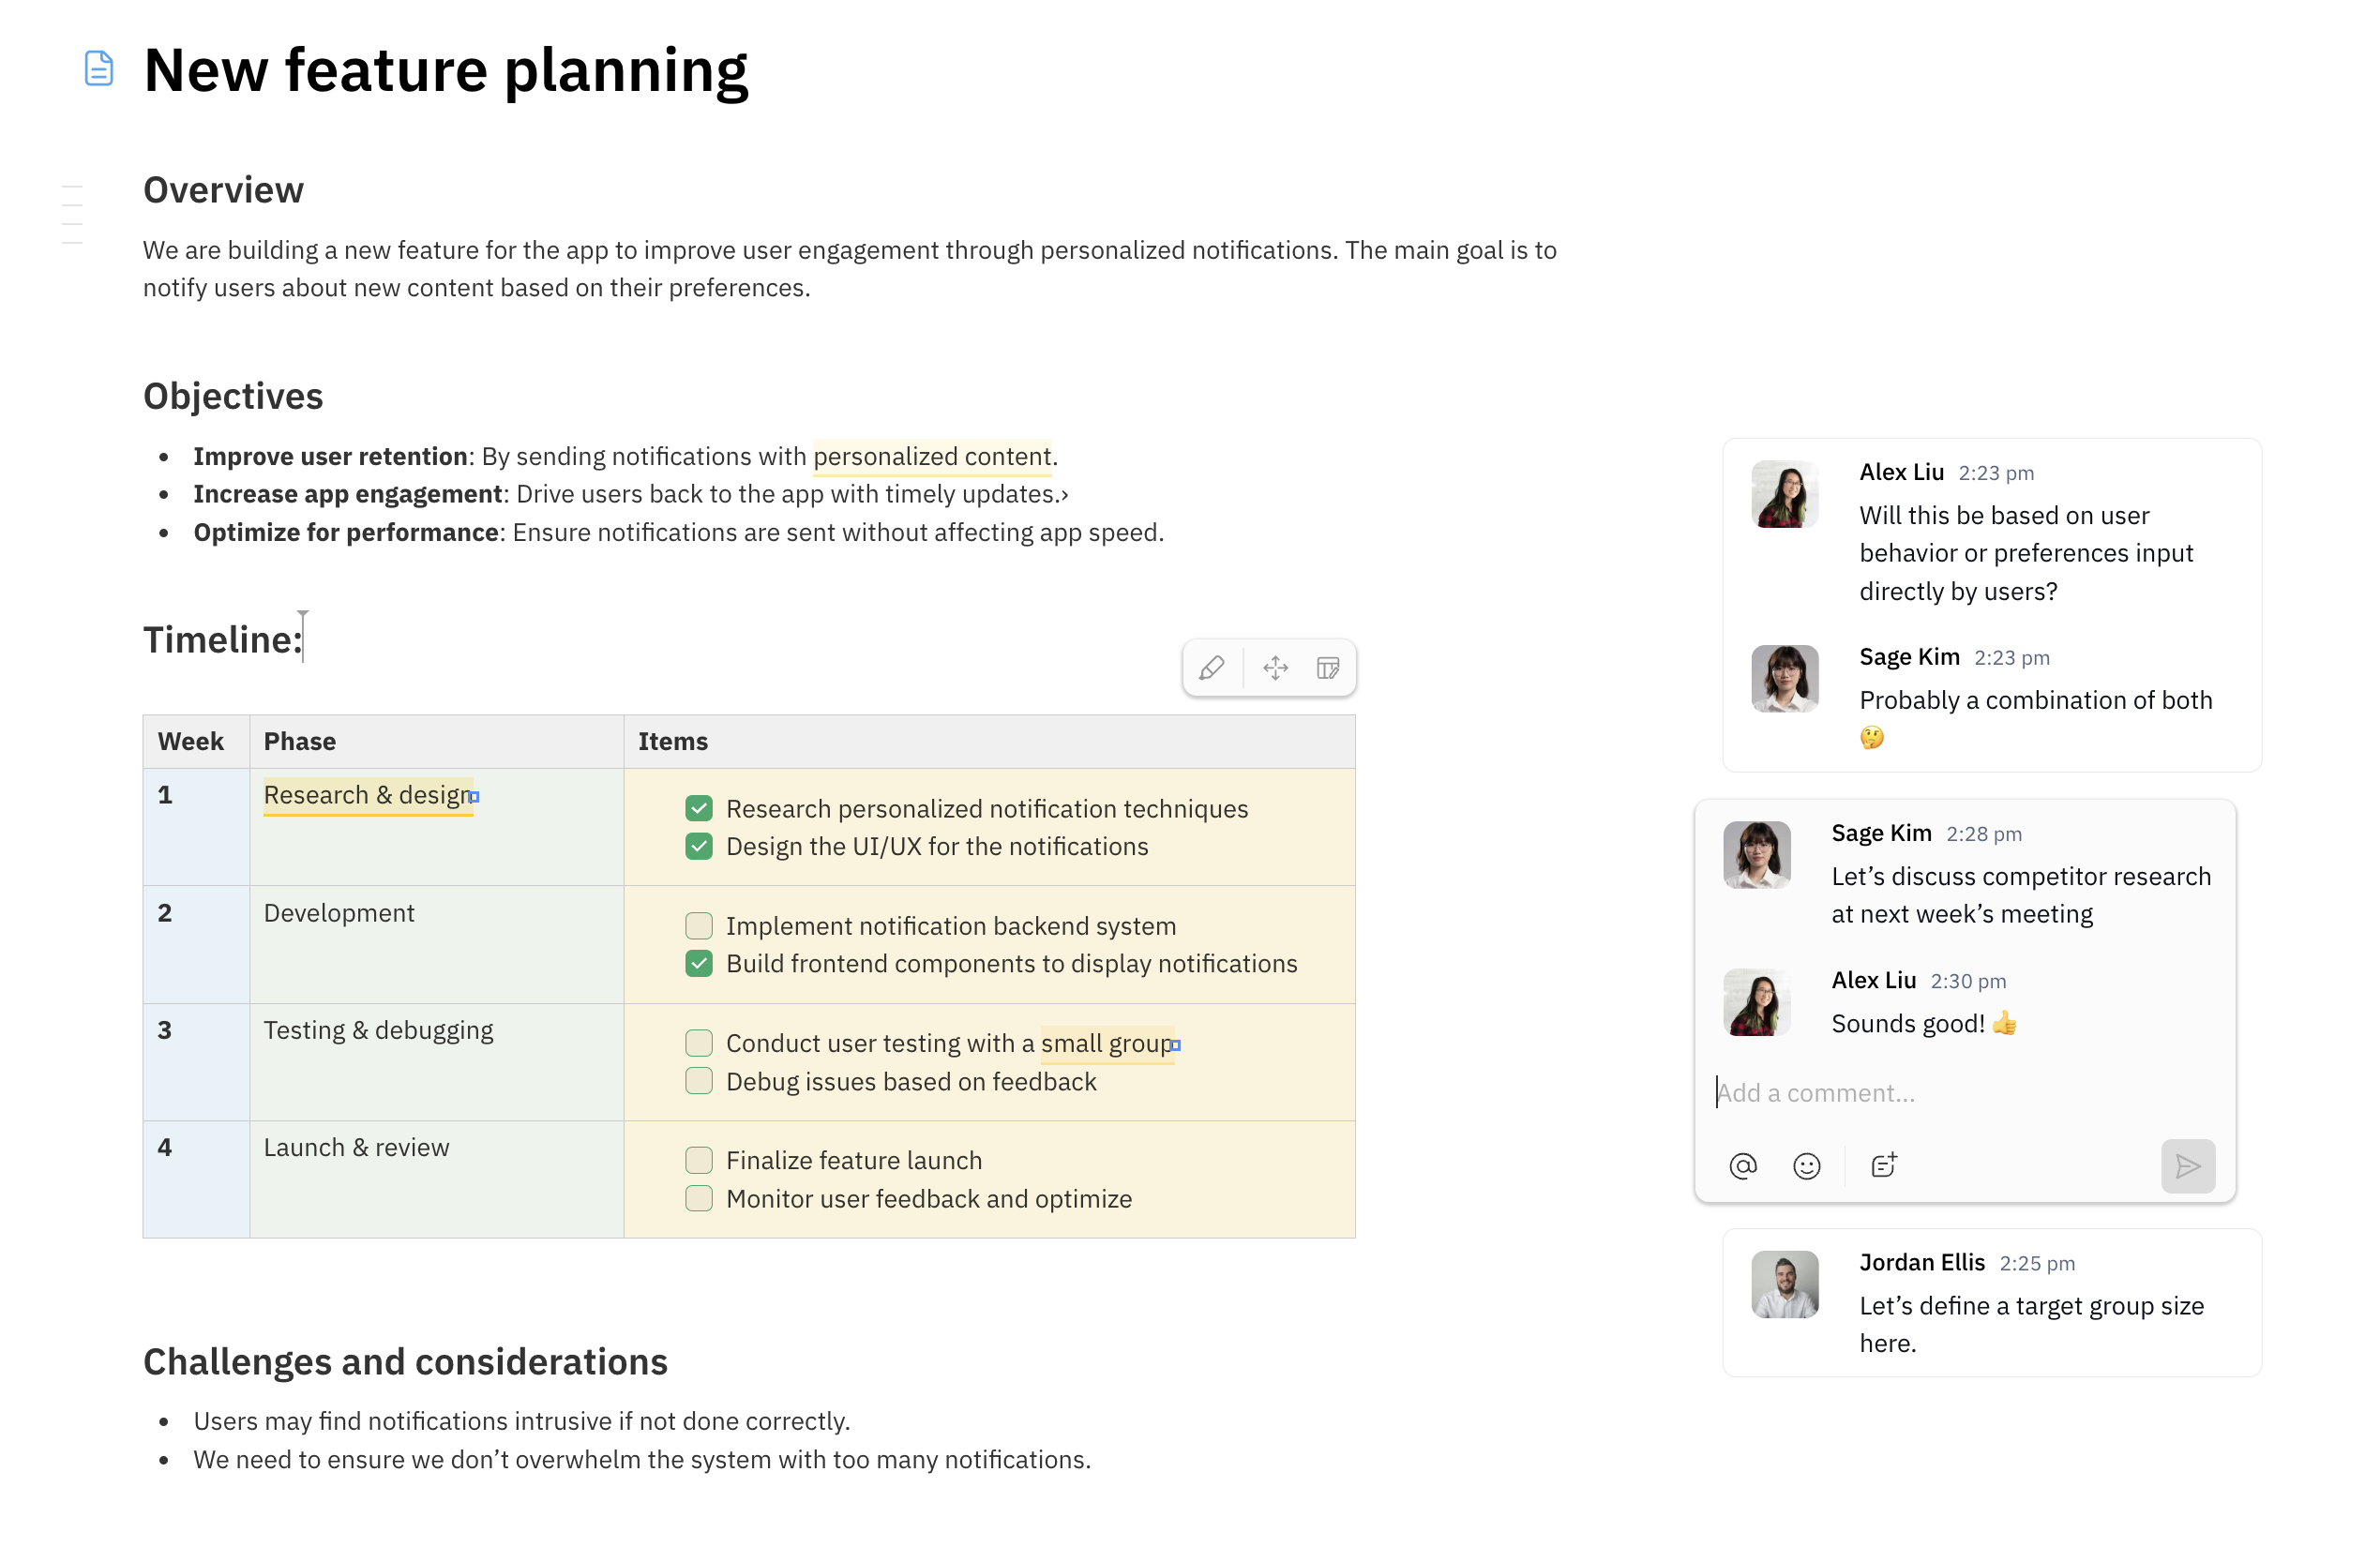 New feature planning
Overview
We are building a new feature for the app to improve user engagement through personalized notifications. The main goal is to
notify users about new content based on their preferences.
Objectives
• Improve user retention: By sending notifications with personalized content.
• Increase app engagement: Drive users back to the app with timely updates.›
• Optimize for performance: Ensure notifications are sent without affecting app speed.
Timeline:
Week Phase Items
1 Research & design
Research personalized notification techniques
Design the UI/UX for the notifications
2 Development
Implement notification backend system
Build frontend components to display notifications
3 Testing & debugging
Conduct user testing with a small group
Debug issues based on feedback
4 Launch & review
Finalize feature launch
Monitor user feedback and optimize
Challenges and considerations
• Users may find notifications intrusive if not done correctly.
• We need to ensure we don’t overwhelm the system with too many notifications.
Alex Liu 2:23 pm
Will this be based on user
behavior or preferences input
directly by users?
Sage Kim 2:23 pm
Probably a combination of both
🤔
Sage Kim 2:28 pm
Let’s discuss competitor research
at next week’s meeting
Alex Liu 2:30 pm
Sounds good! 👍
Add a comment...
Jordan Ellis 2:25 pm
Let’s define a target group size
here.